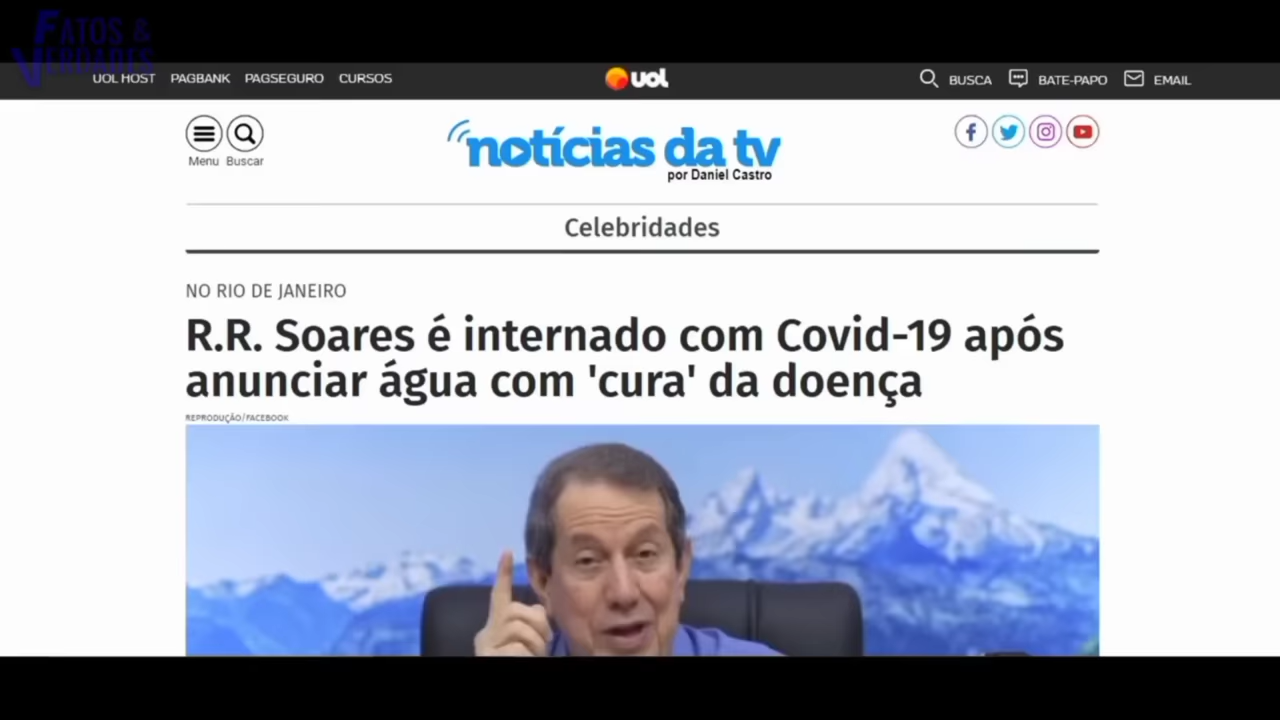 FATOS &
VERDADES
UOL HOST PAGBANK PAGSEGURO CURSOS uol BUSCA BATE-PAPO EMAIL
notícias da tv
por Daniel Castro
Menu Buscar
Celebridades
NO RIO DE JANEIRO
R.R. Soares é internado com Covid-19 após
anunciar água com 'cura' da doença
REPRODUÇÃO/FACEBOOK